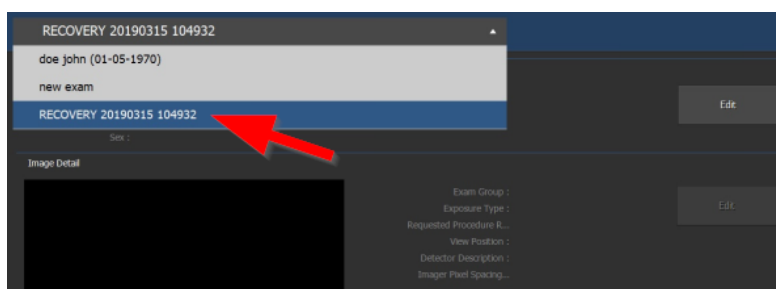 RECOVERY 20190315 104932
doe john (01-05-1970)
new exam
RECOVERY 20190315 104932
Edit
Sex :
Image Detail
Exam Group :
Edit
Exposure Type :
Requested Procedure R...
View Position :
Detector Description :
Imager Pixel Spacing...